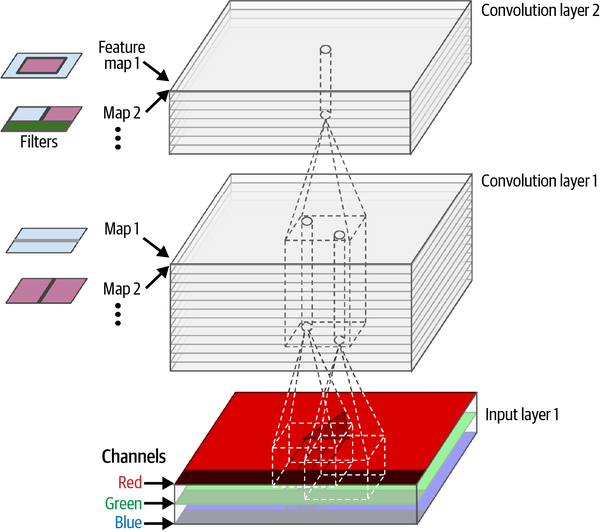 Convolution layer 2
Feature
map 1
Map 2
Filters
Convolution layer 1
Map 1
Map 2
Input layer 1
Channels
Red
Green
Blue